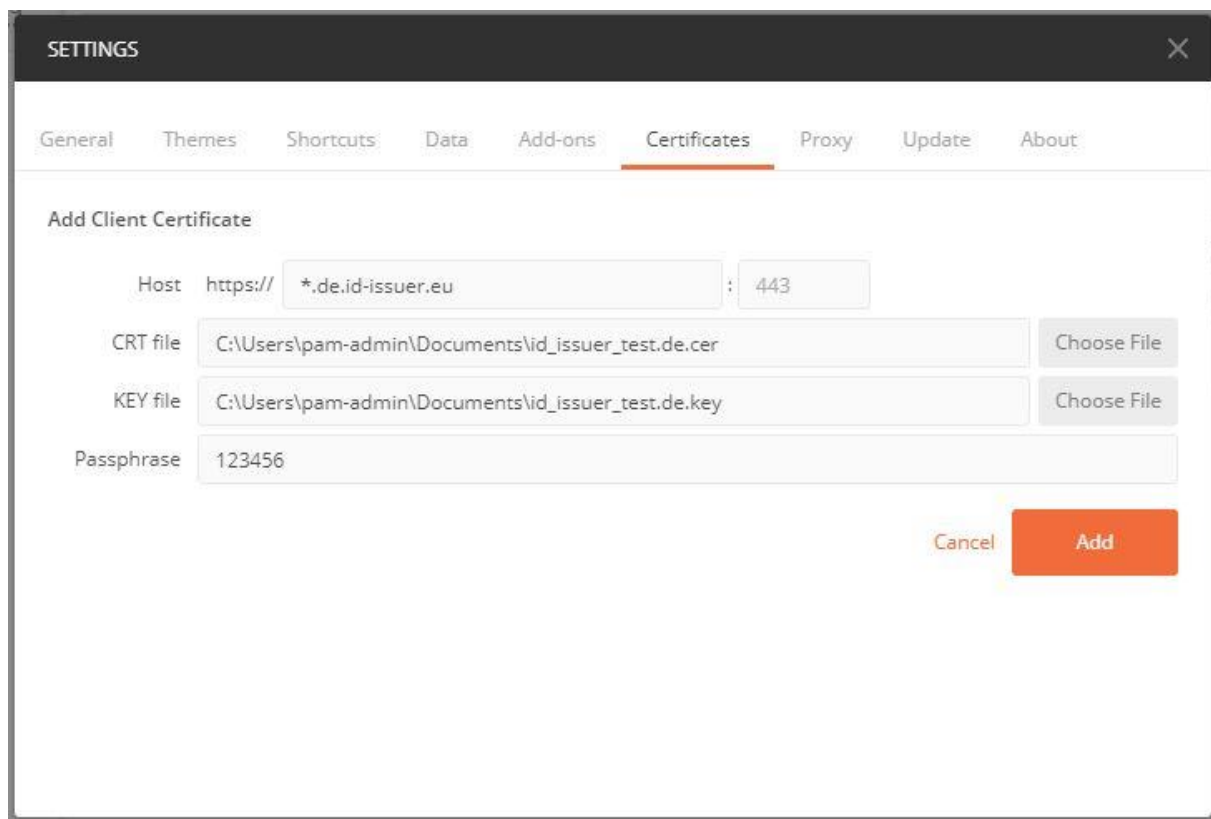 SETTINGS
General Themes Shortcuts Data Add-ons Certificates Proxy Update About
Add Client Certificate
Host https:// *.de.id-issuer.eu : 443
CRT file C:\Users\pam-admin\Documents\id_issuer_test.de.cer Choose File
KEY file C:\Users\pam-admin\Documents\id_issuer_test.de.key Choose File
Passphrase 123456
Cancel Add